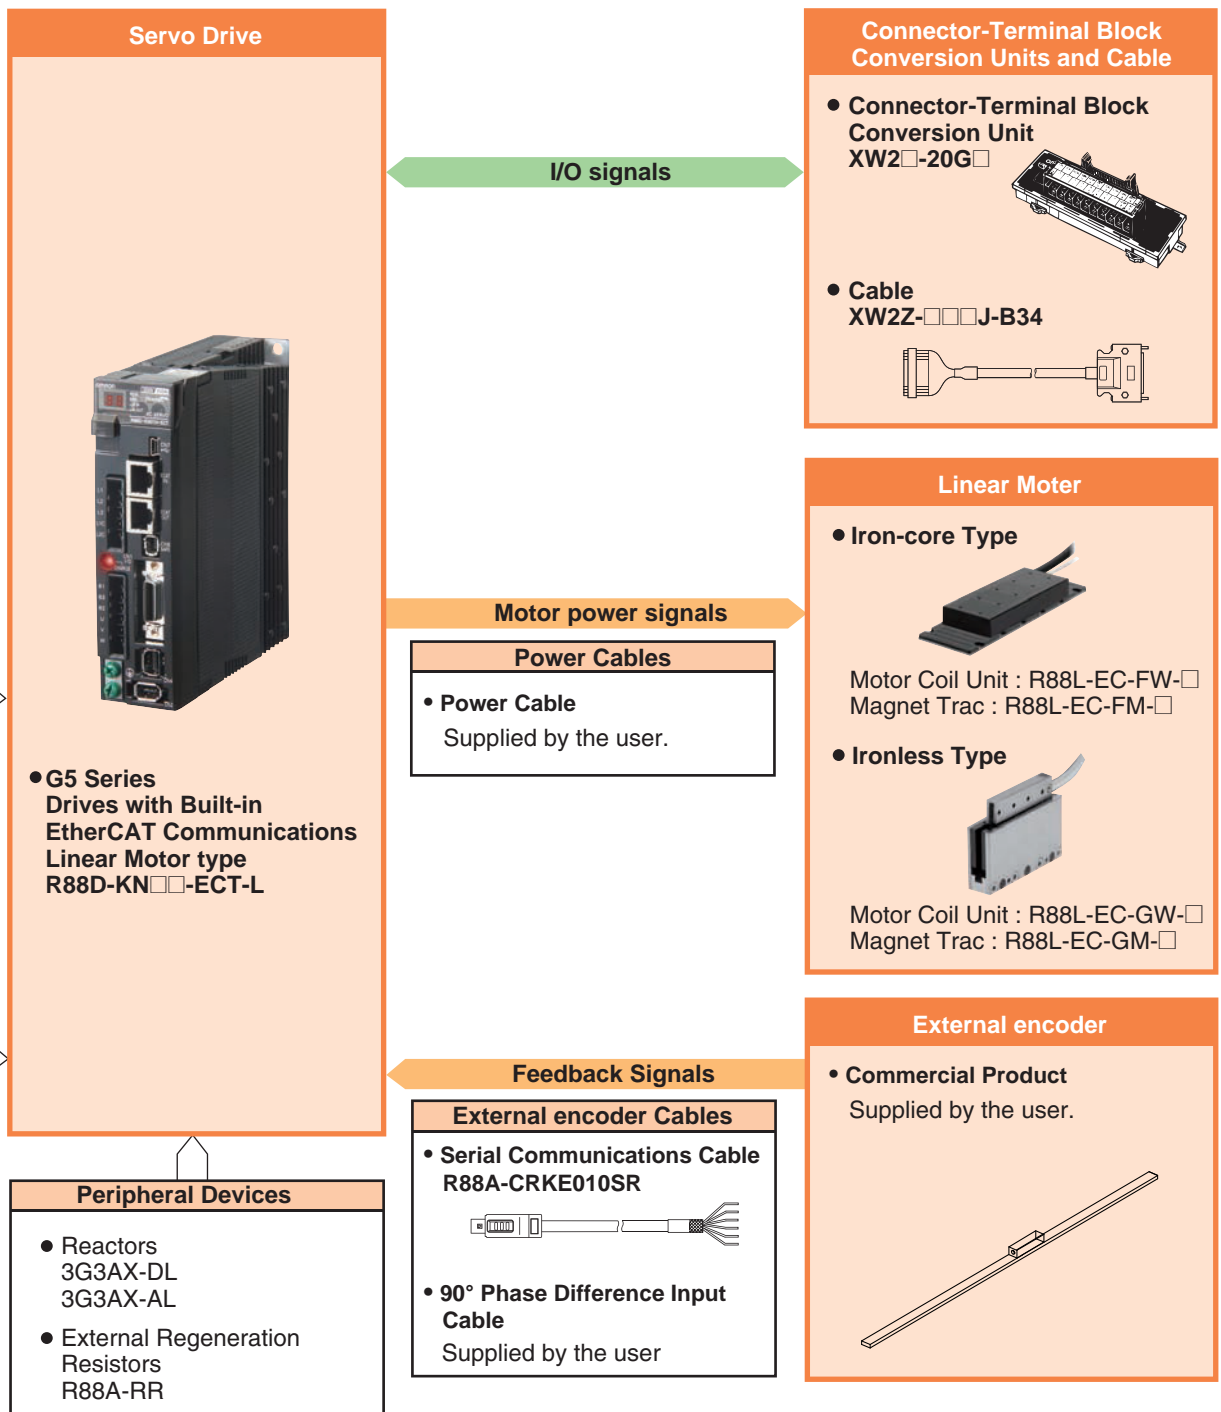 Servo Drive
G5 Series
Drives with Built-in
EtherCAT Communications
Linear Motor type
R88D-KN□□-ECT-L
Peripheral Devices
Reactors
3G3AX-DL
3G3AX-AL
External Regeneration
Resistors
R88A-RR
I/O signals
Motor power signals
Power Cables
Power Cable
Supplied by the user.
Feedback Signals
External encoder Cables
Serial Communications Cable
R88A-CRKE010SR
90° Phase Difference Input
Cable
Supplied by the user
Connector-Terminal Block
Conversion Units and Cable
Connector-Terminal Block
Conversion Unit
XW2□-20G□
Cable
XW2Z-□□□J-B34
Linear Moter
Iron-core Type
Motor Coil Unit : R88L-EC-FW-□
Magnet Trac : R88L-EC-FM-□
Ironless Type
Motor Coil Unit : R88L-EC-GW-□
Magnet Trac : R88L-EC-GM-□
External encoder
Commercial Product
Supplied by the user.